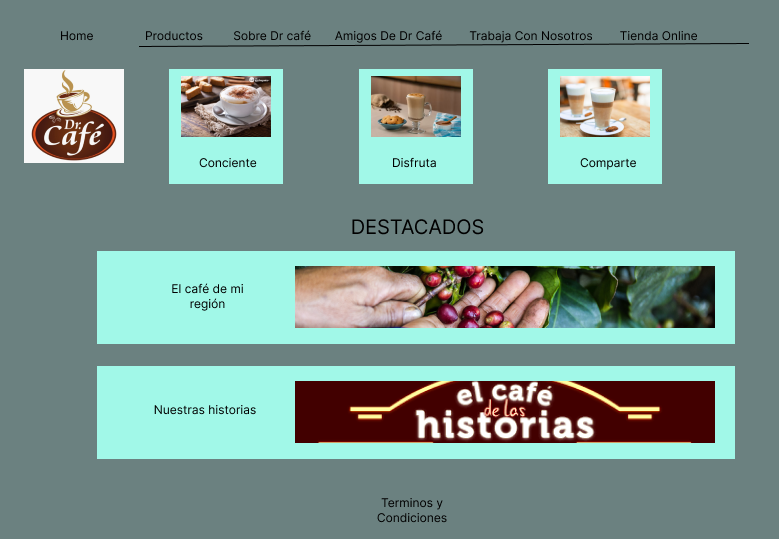 Home Productos Sobre Dr café Amigos De Dr Café Trabaja Con Nosotros Tienda Online
Dr.
Café
Conciente Disfruta Comparte
DESTACADOS
El café de mi
región
Nuestras historias
el café
de las
historias
Terminos y
Condiciones